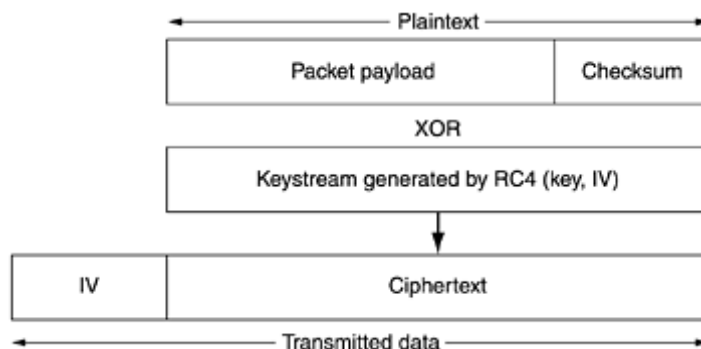 Plaintext
Packet payload Checksum
XOR
Keystream generated by RC4 (key, IV)
IV Ciphertext
Transmitted data